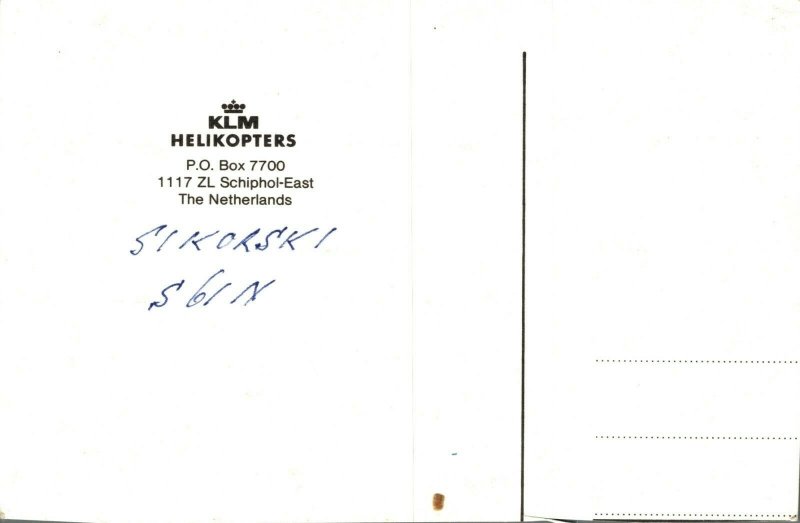 KLM
HELIKOPTERS
P.O. Box 7700
1117 ZL Schiphol-East
The Netherlands
SIKORSKI
S61N